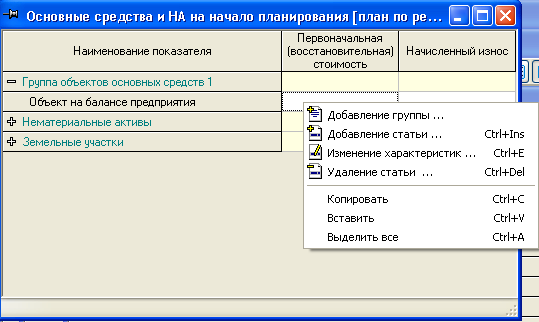 Основные средства и НА на начало планирования [план по ре...
Наименование показателя
Первоначальная
(восстановительная)
стоимость
Начисленный износ
Группа объектов основных средств 1
Объект на балансе предприятия
Нематериальные активы
Земельные участки
Добавление группы ...
Добавление статьи ... Ctrl+Ins
Изменение характеристик ... Ctrl+E
Удаление статьи ... Ctrl+Del
Копировать Ctrl+C
Вставить Ctrl+V
Выделить все Ctrl+A